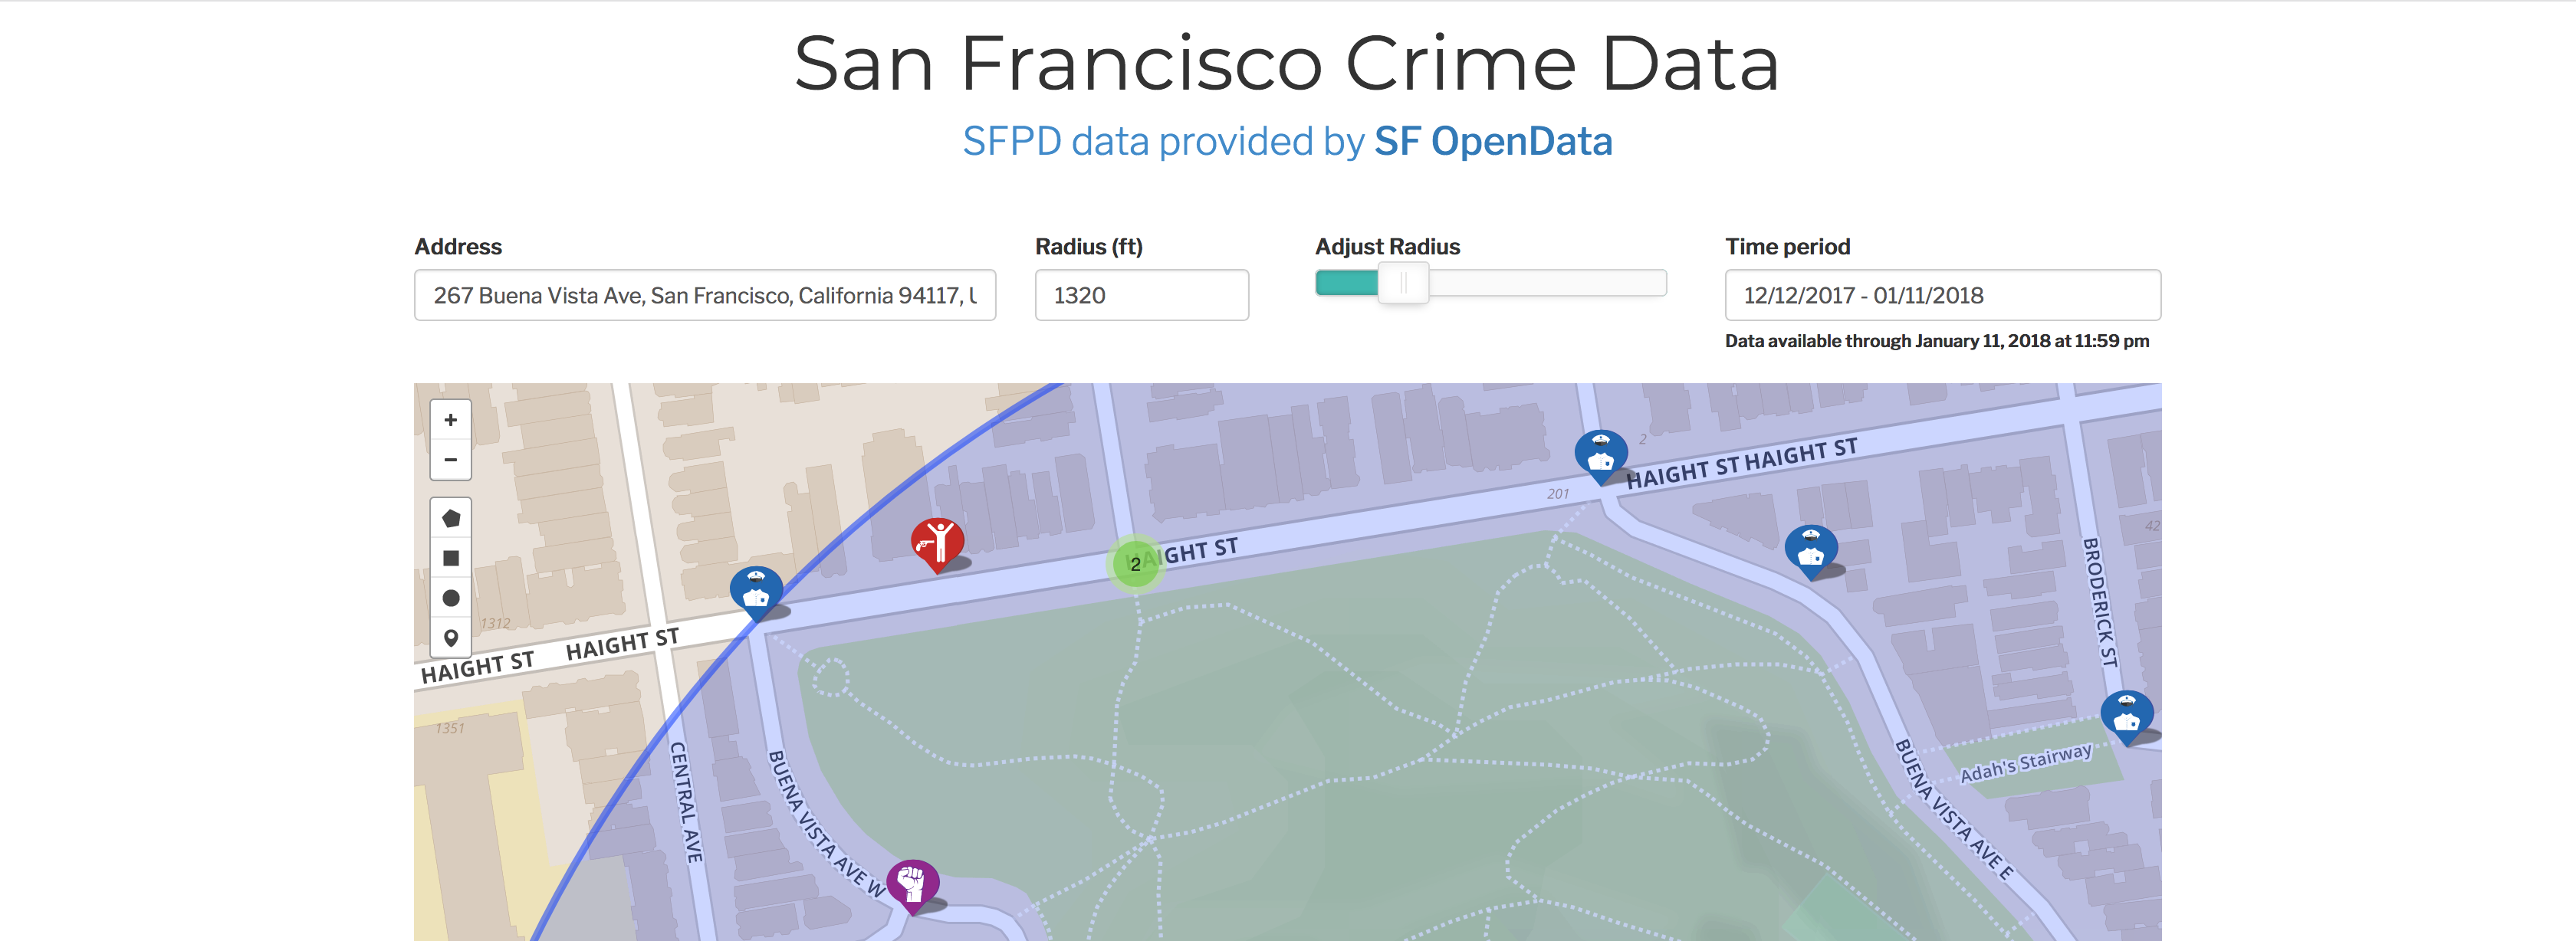 San Francisco Crime Data
SFPD data provided by SF OpenData
Address
Radius (ft)
Adjust Radius
Time period
267 Buena Vista Ave, San Francisco, California 94117, U
1320
12/12/2017 - 01/11/2018
Data available through January 11, 2018 at 11:59 pm
+
−
2
HAIGHT ST HAIGHT ST
201
HAIGHT ST
2
42
1312
HAIGHT ST
HAIGHT ST
BRODERICK ST
1351
CENTRAL AVE
BUENA VISTA AVE W
BUENA VISTA AVE E
Adah's Stairway